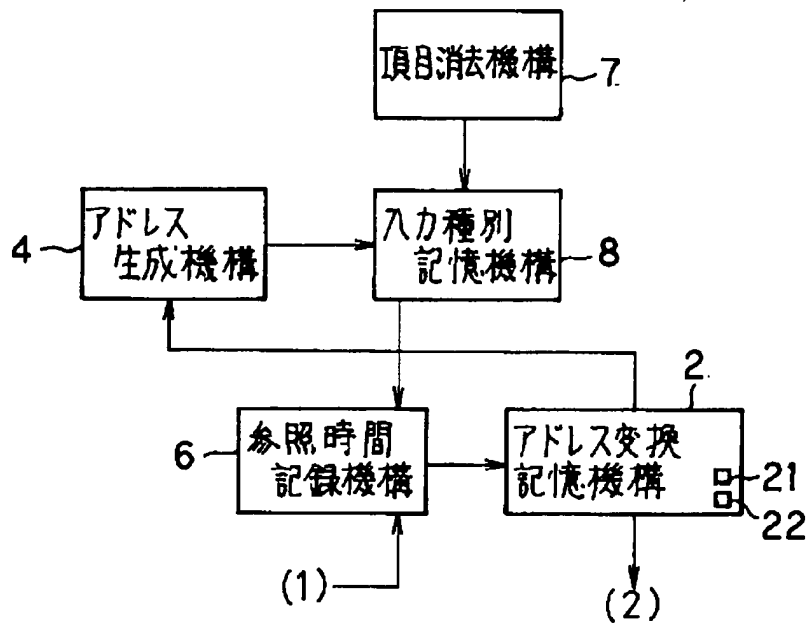 項目消去機構
7
アドレス
生成機構
4
入力種別
記憶機構
8
2
参照時間
記録機構
6
アドレス変換
記憶機構
21
22
(1)
(2)